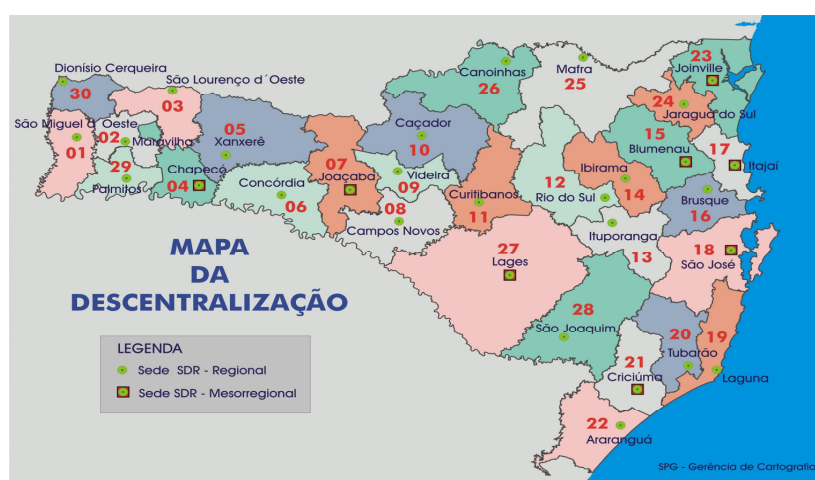 23
Joinville
Canoinhas
26
Mafra
25
Dionísio Cerqueira
30
São Lourenço d´Oeste
03
24
Jaragua do Sul
São Miguel d´Oeste
01
02
Maravilha
05
Xanxerê
Caçador
10
15
Blumenau
17
Itajaí
29
Palmitos
Chapecó
04
07
Joaçaba
Videira
09
Ibirama
14
12
Rio do Sul
Brusque
16
Concórdia
06
08
Campos Novos
Curitibanos
11
Ituporanga
13
18
São José
MAPA
DA
DESCENTRALIZAÇÃO
27
Lages
28
São Joaquim
20
Tubarão
19
Laguna
21
Criciúma
22
Araranguá
LEGENDA
Sede SDR - Regional
Sede SDR - Mesorregional
SPG - Gerência de Cartografia